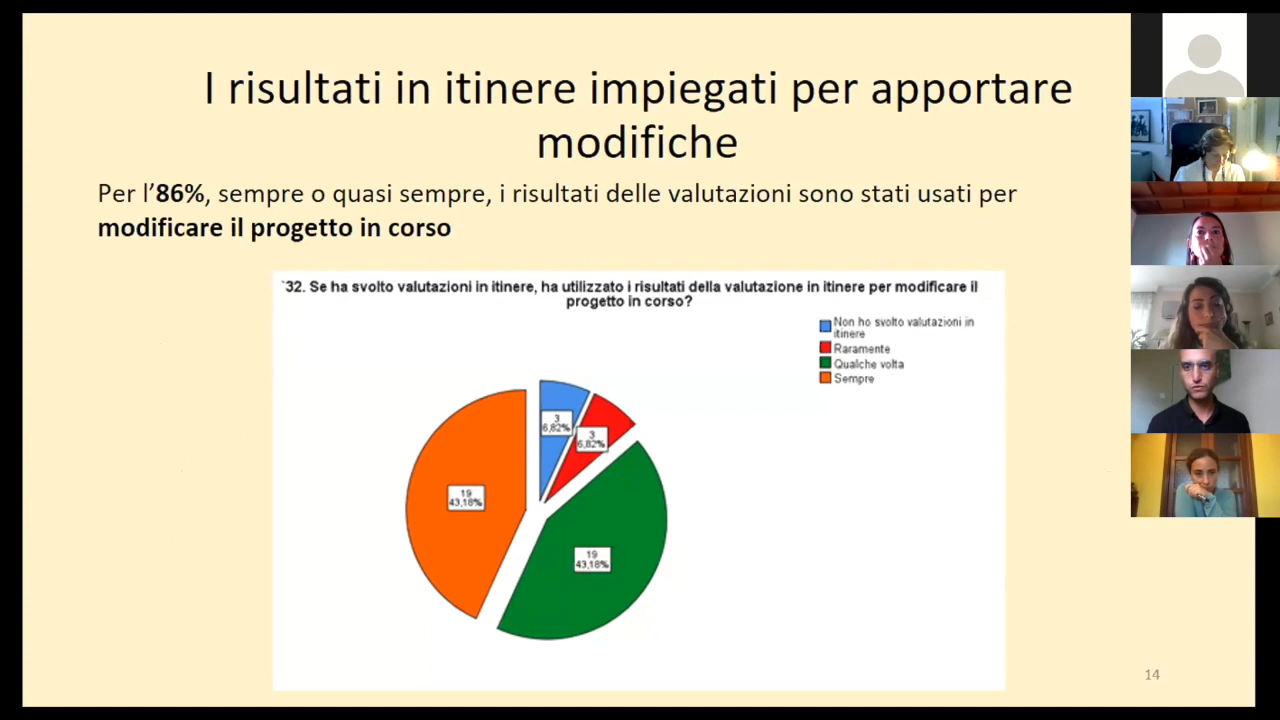 I risultati in itinere impiegati per apportare
modifiche
Per l'86%, sempre o quasi sempre, i risultati delle valutazioni sono stati usati per
modificare il progetto in corso
`32. Se ha svolto valutazioni in itinere, ha utilizzato i risultati della valutazione in itinere per modificare il
progetto in corso?
Non ho svolto valutazioni in
itinere
Raramente
Qualche volta
Sempre
3
6,82%
3
6,82%
19
43,18%
19
43,18%
14